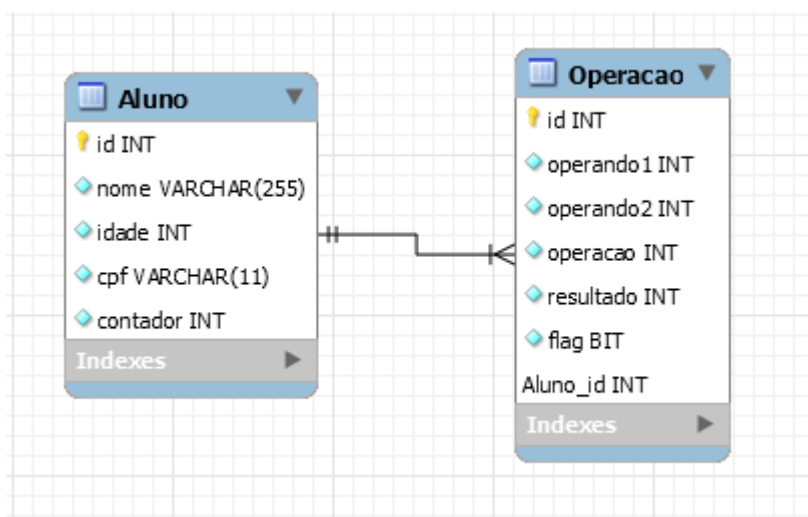 Aluno
id INT
nome VARCHAR(255)
idade INT
cpf VARCHAR(11)
contador INT
Indexes
Operacao
id INT
operando1 INT
operando2 INT
operacao INT
resultado INT
flag BIT
Aluno_id INT
Indexes